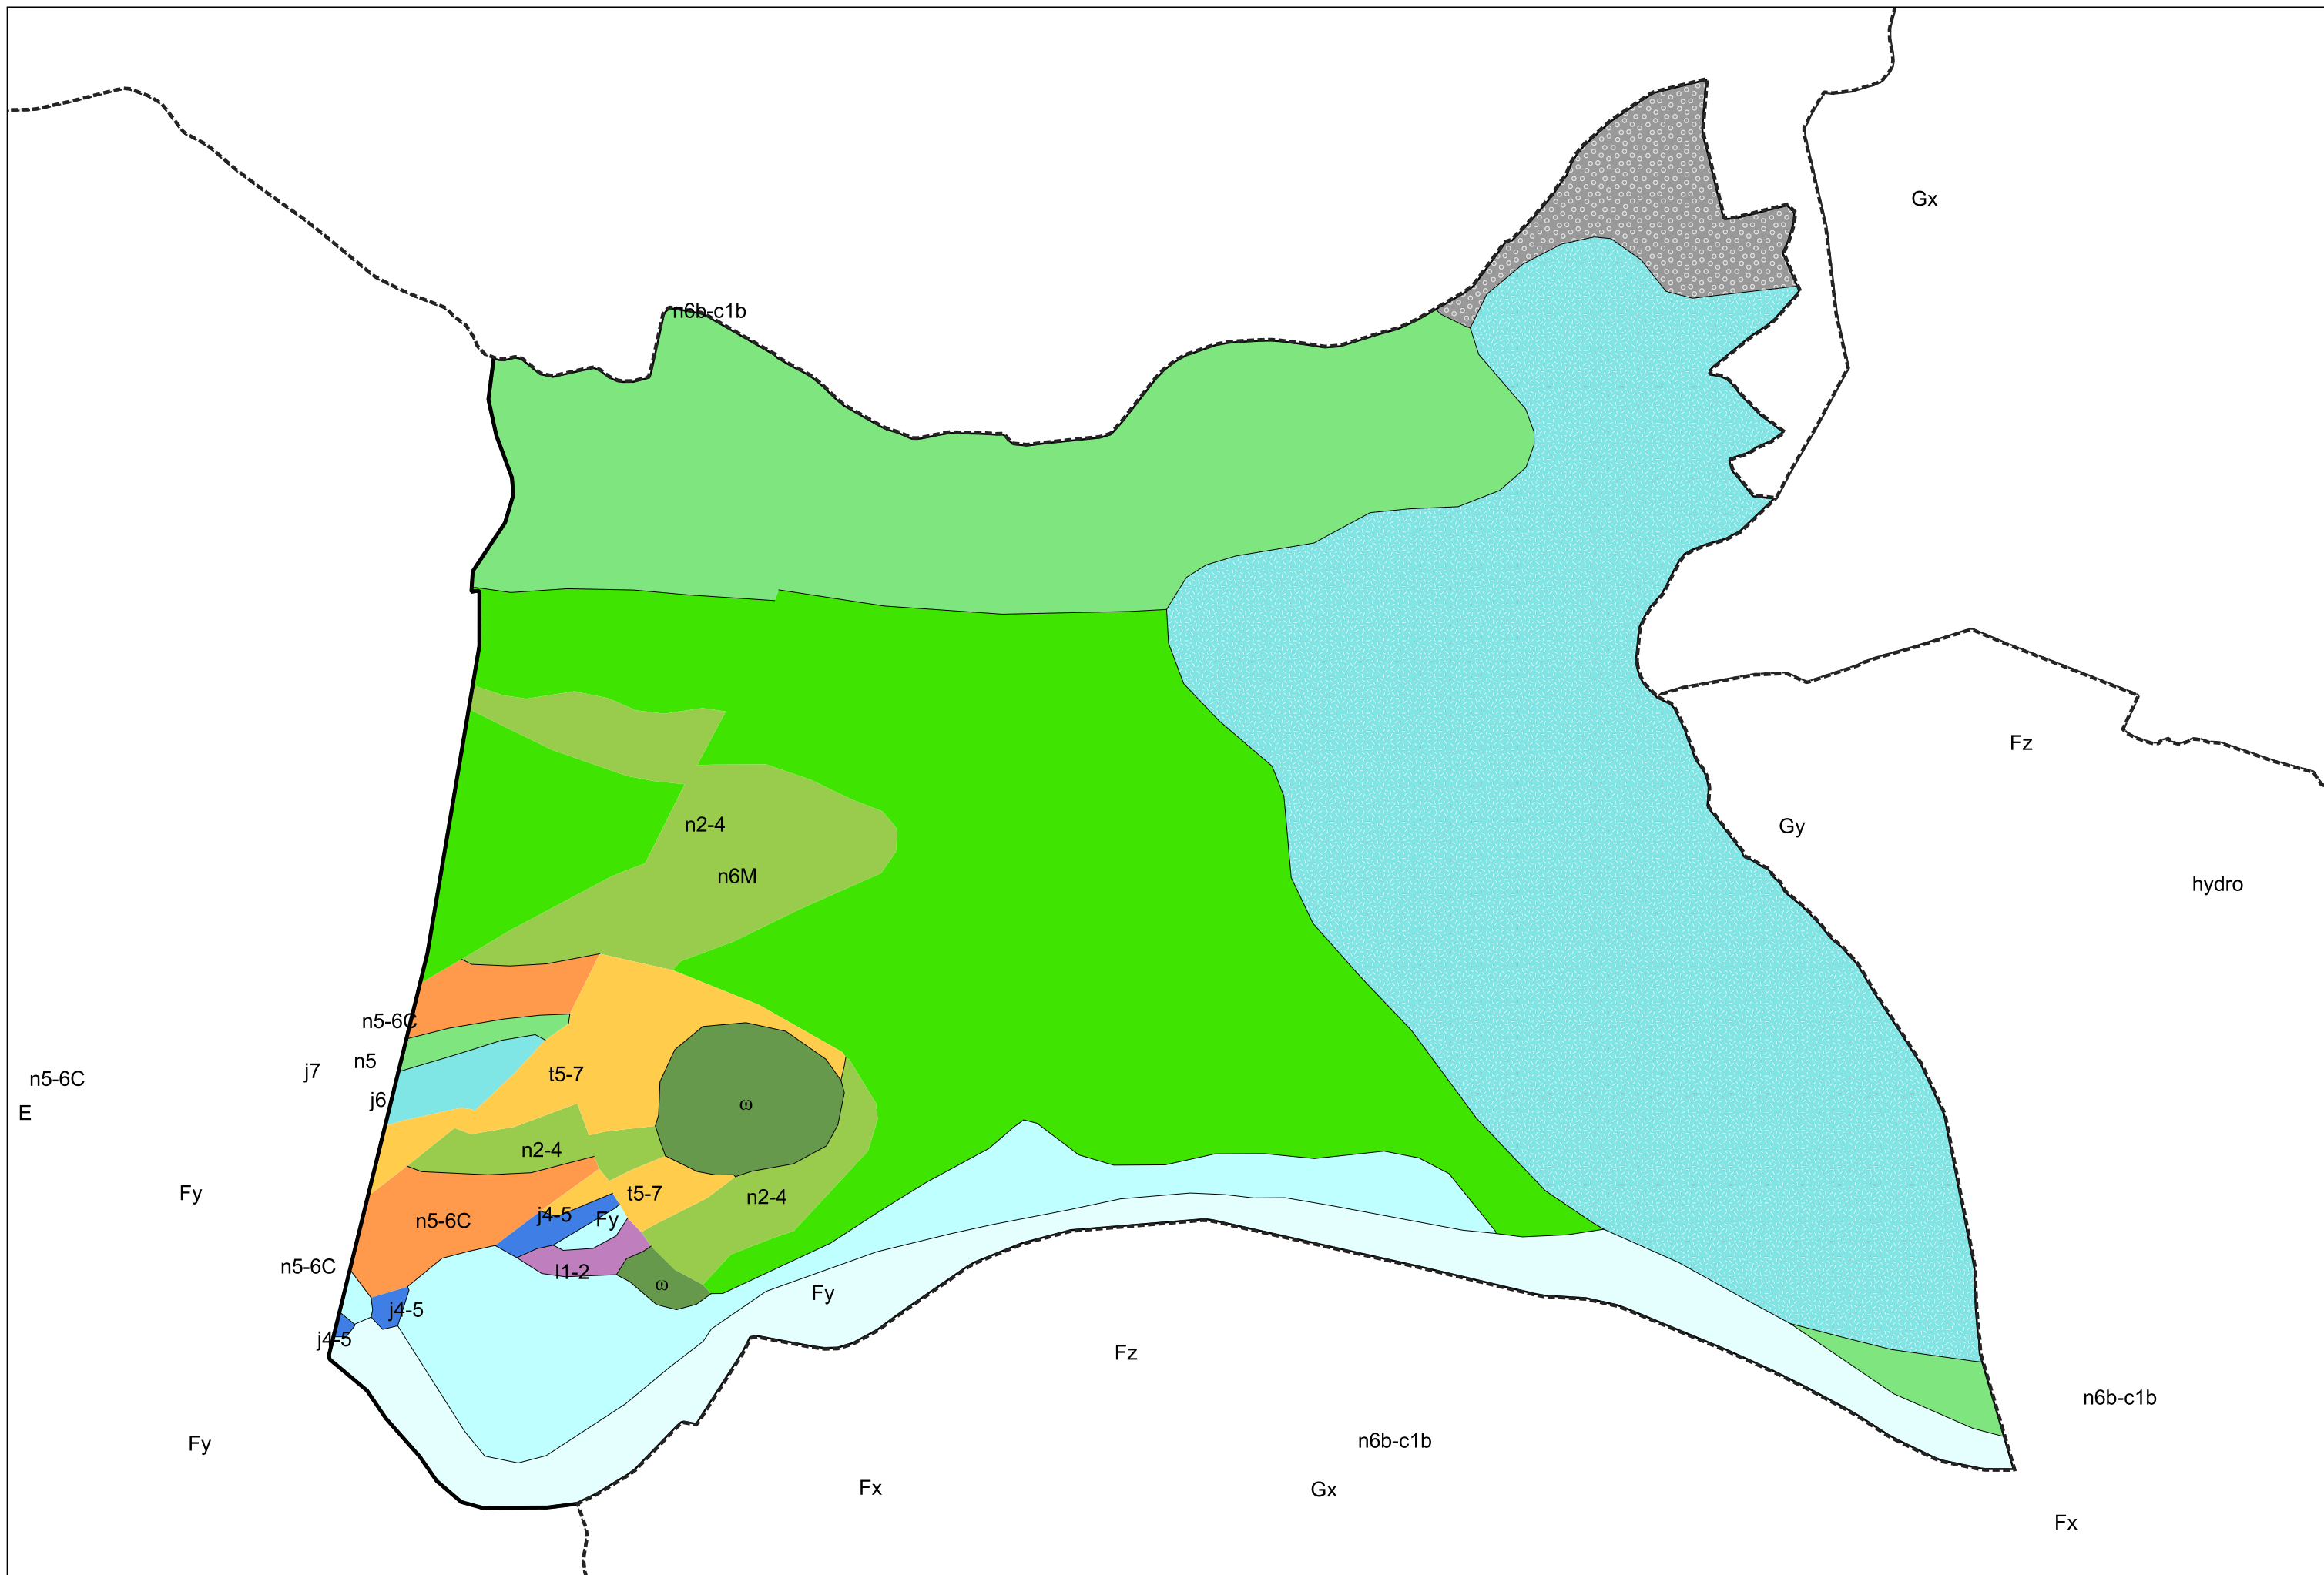 Gx
n6b-c1b
Fz
n2-4
Gy
n6M
hydro
n5-6C
n5
j7
t5-7
n5-6C
j6
ω
E
n2-4
Fy
t5-7
n2-4
j4-5
Fy
n5-6C
n5-6C
l1-2
ω
Fy
j4-5
j4-5
Fz
n6b-c1b
n6b-c1b
Fy
Fx
Gx
Fx